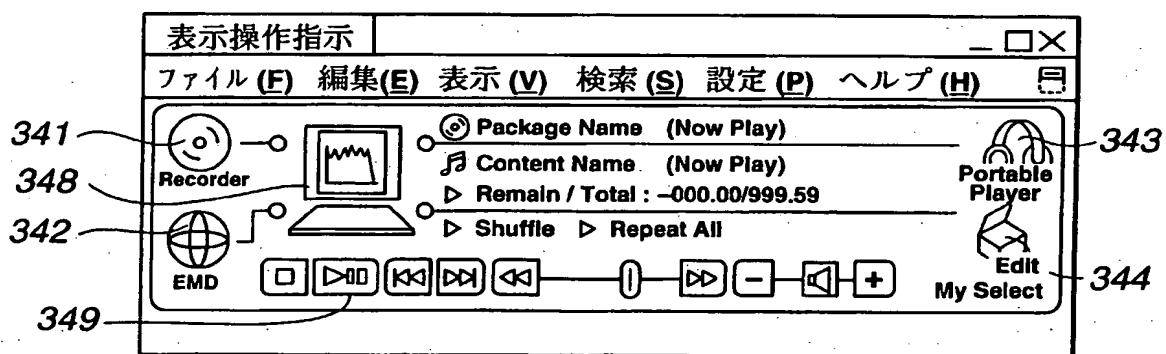 表示操作指示
ファイル (F) 編集(E) 表示 (V) 検索 (S) 設定 (P) ヘルプ (H)
341
Recorder
Package Name (Now Play)
343
Content Name (Now Play)
Portable
Player
348
Remain / Total : –000.00/999.59
342
EMD
Shuffle Repeat All
Edit
My Select
344
349